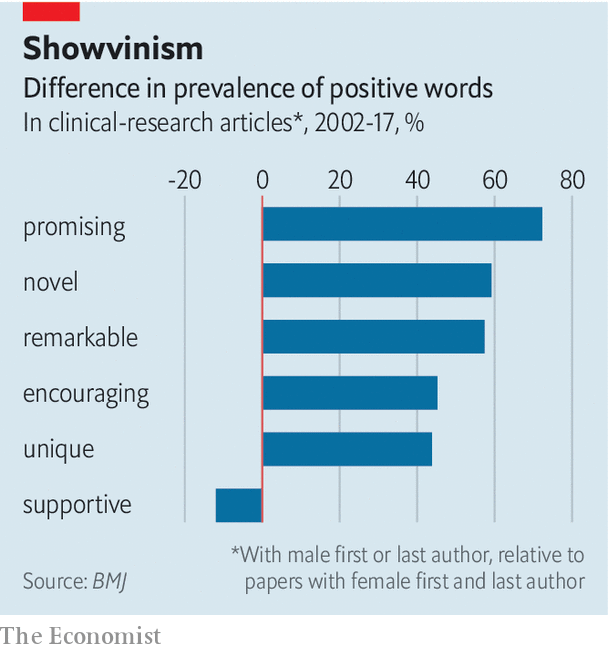 Showvinism
Difference in prevalence of positive words
In clinical-research articles*, 2002-17, %
-20 0 20 40 60 80
promising
novel
remarkable
encouraging
unique
supportive
*With male first or last author, relative to
papers with female first and last author
Source: BMJ
The Economist